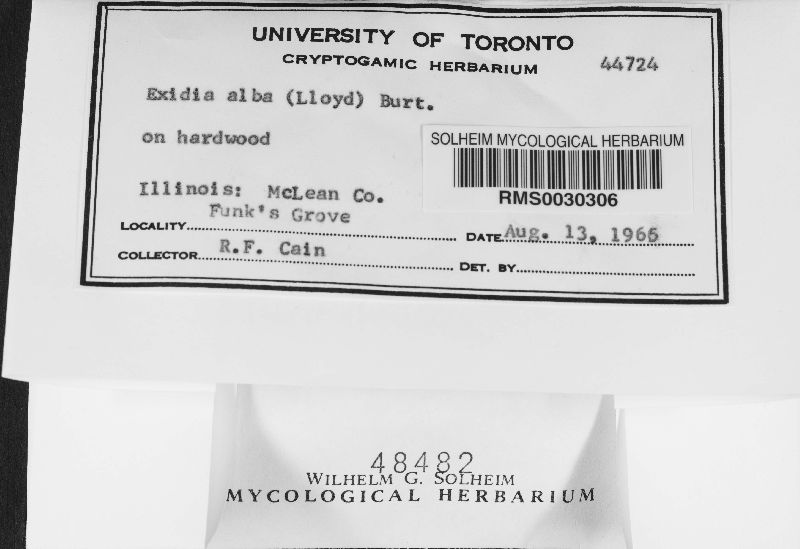 UNIVERSITY OF TORONTO
CRYPTOGAMIC HERBARIUM
44724
Exidia alba (Lloyd) Burt.
on hardwood
SOLHEIM MYCOLOGICAL HERBARIUM
RMS0030306
Illinois: McLean Co.
Funk's Grove
LOCALITY
DATE Aug. 13, 1966
COLLECTOR R.F. Cain
DET. BY
48482
WILHELM G. SOLHEIM
MYCOLOGICAL HERBARIUM